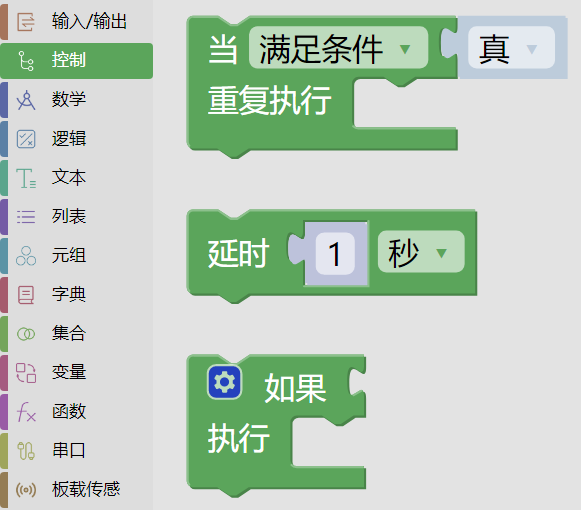 输入/输出
控制
数学
逻辑
文本
列表
元组
字典
集合
变量
函数
串口
板载传感
当 满足条件 真
重复执行
延时 1 秒
如果
执行